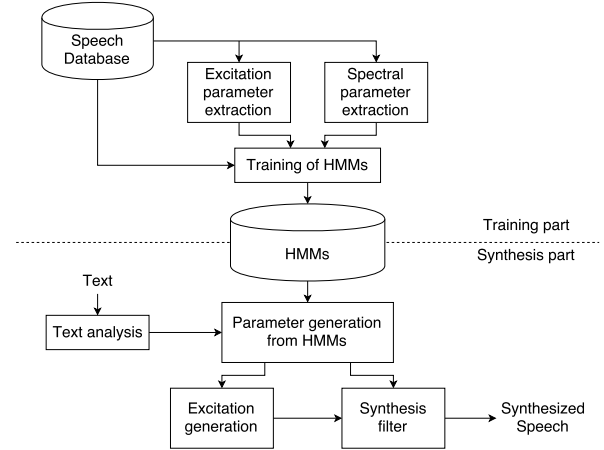 Speech
Database
Excitation
parameter
extraction
Spectral
parameter
extraction
Training of HMMs
Training part
HMMs
Synthesis part
Text
Text analysis
Parameter generation
from HMMs
Excitation
generation
Synthesis
filter
Synthesized
Speech